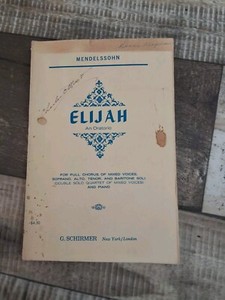 MENDELSSOHN
ELIJAH
An Oratorio
FOR FULL CHORUS OF MIXED VOICES,
SOPRANO, ALTO, TENOR, AND BARITONE SOLI
DOUBLE SOLO QUARTET OF MIXED VOICES
AND PIANO
G. SCHIRMER New York/London